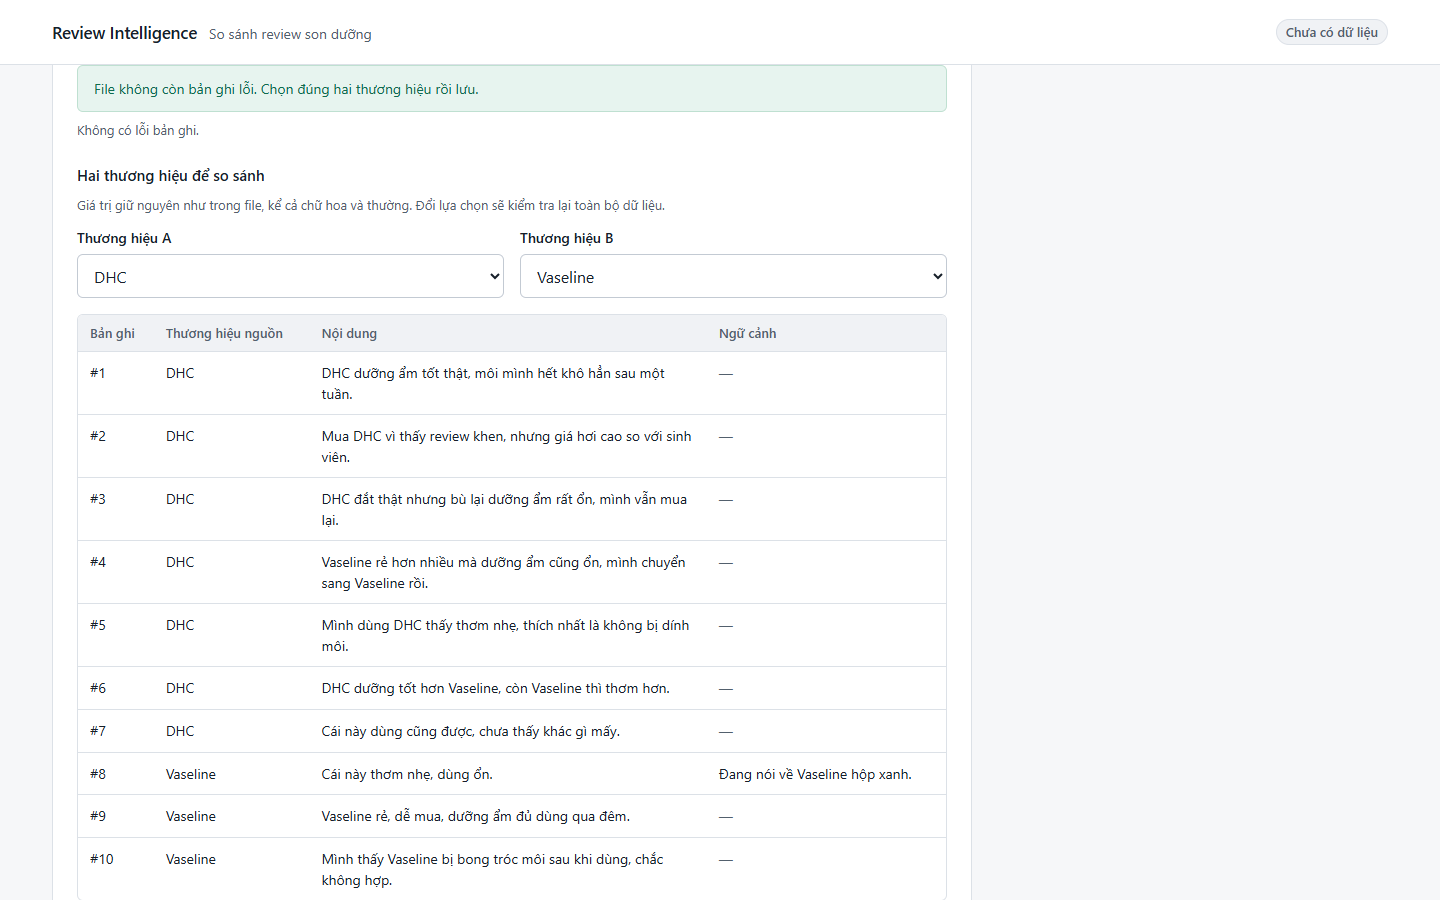 Review Intelligence So sánh review son dưỡng
Chưa có dữ liệu
File không còn bản ghi lỗi. Chọn đúng hai thương hiệu rồi lưu.
Không có lỗi bản ghi.
Hai thương hiệu để so sánh
Giá trị giữ nguyên như trong file, kể cả chữ hoa và thường. Đổi lựa chọn sẽ kiểm tra lại toàn bộ dữ liệu.
Thương hiệu A Thương hiệu B
DHC Vaseline
Bản ghi Thương hiệu nguồn Nội dung Ngữ cảnh
#1 DHC DHC dưỡng ẩm tốt thật, môi mình hết khô hẳn sau một —
tuần.
#2 DHC Mua DHC vì thấy review khen, nhưng giá hơi cao so với sinh —
viên.
#3 DHC DHC đắt thật nhưng bù lại dưỡng ẩm rất ổn, mình vẫn mua —
lại.
#4 DHC Vaseline rẻ hơn nhiều mà dưỡng ẩm cũng ổn, mình chuyển —
sang Vaseline rồi.
#5 DHC Mình dùng DHC thấy thơm nhẹ, thích nhất là không bị dính —
môi.
#6 DHC DHC dưỡng tốt hơn Vaseline, còn Vaseline thì thơm hơn. —
#7 DHC Cái này dùng cũng được, chưa thấy khác gì mấy. —
#8 Vaseline Cái này thơm nhẹ, dùng ổn. Đang nói về Vaseline hộp xanh.
#9 Vaseline Vaseline rẻ, dễ mua, dưỡng ẩm đủ dùng qua đêm. —
#10 Vaseline Mình thấy Vaseline bị bong tróc môi sau khi dùng, chắc —
không hợp.